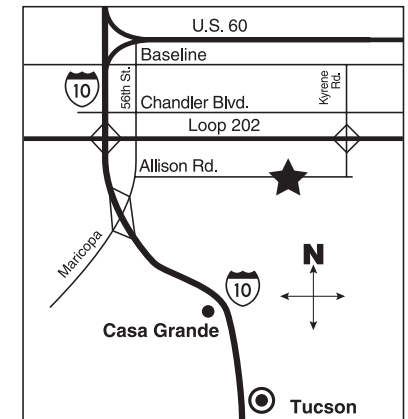 U.S. 60
Baseline
10
56th St.
Kyrene
Rd.
Chandler Blvd.
Loop 202
Allison Rd.
Maricopa
N
10
Casa Grande
Tucson